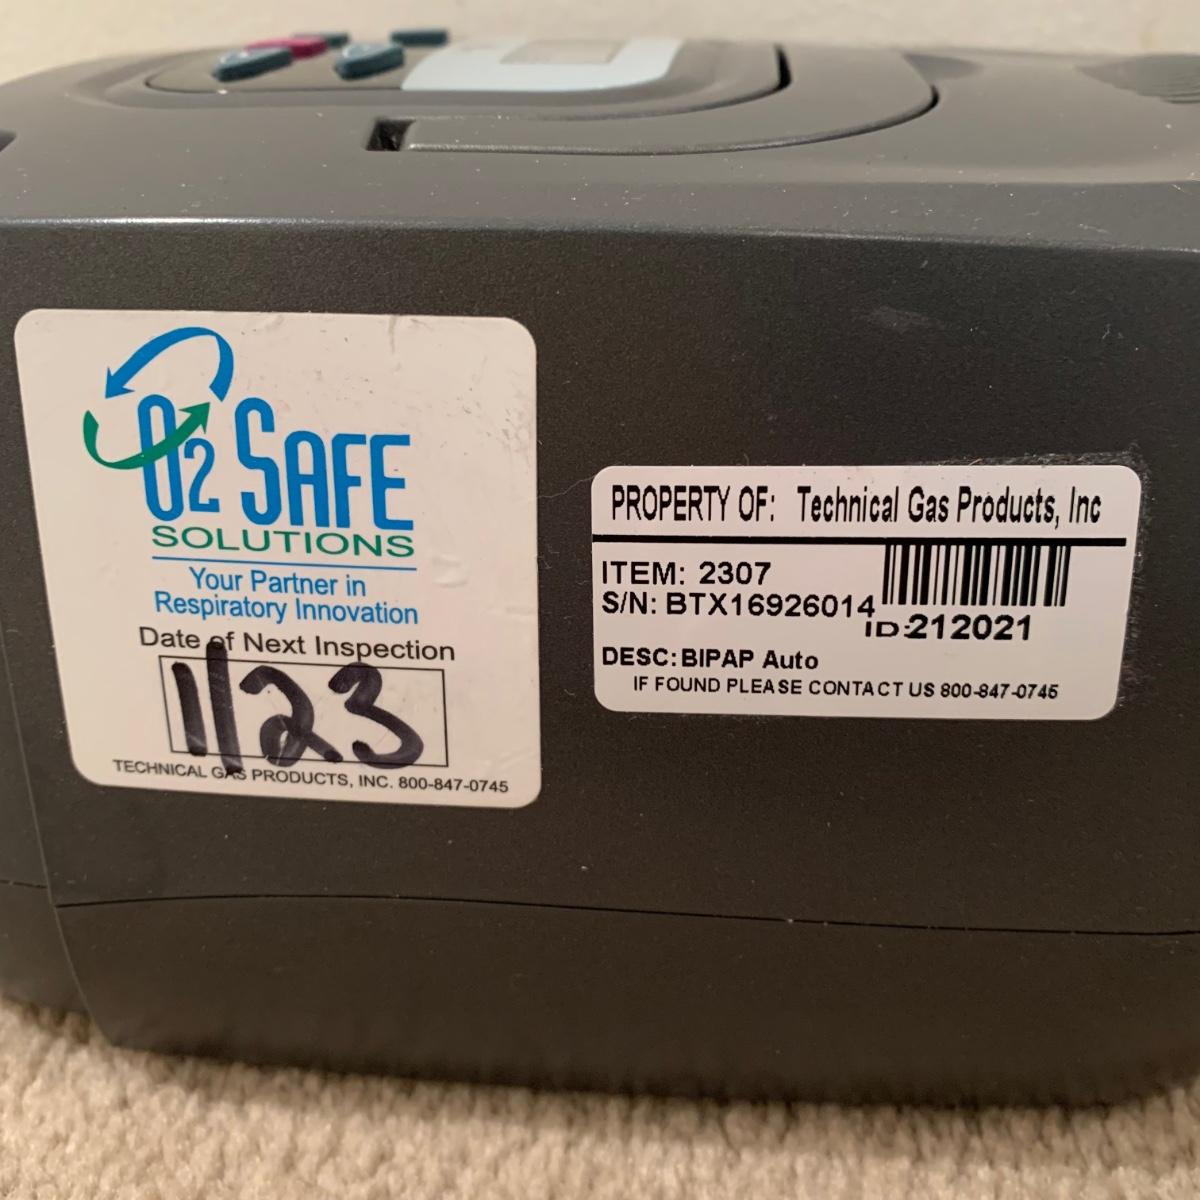 O2 SAFE
SOLUTIONS
Your Partner in
Respiratory Innovation
Date of Next Inspection
1/23
TECHNICAL GAS PRODUCTS, INC. 800-847-0745
PROPERTY OF: Technical Gas Products, Inc
ITEM: 2307
S/N: BTX16926014
ID:212021
DESC: BIPAP Auto
IF FOUND PLEASE CONTACT US 800-847-0745